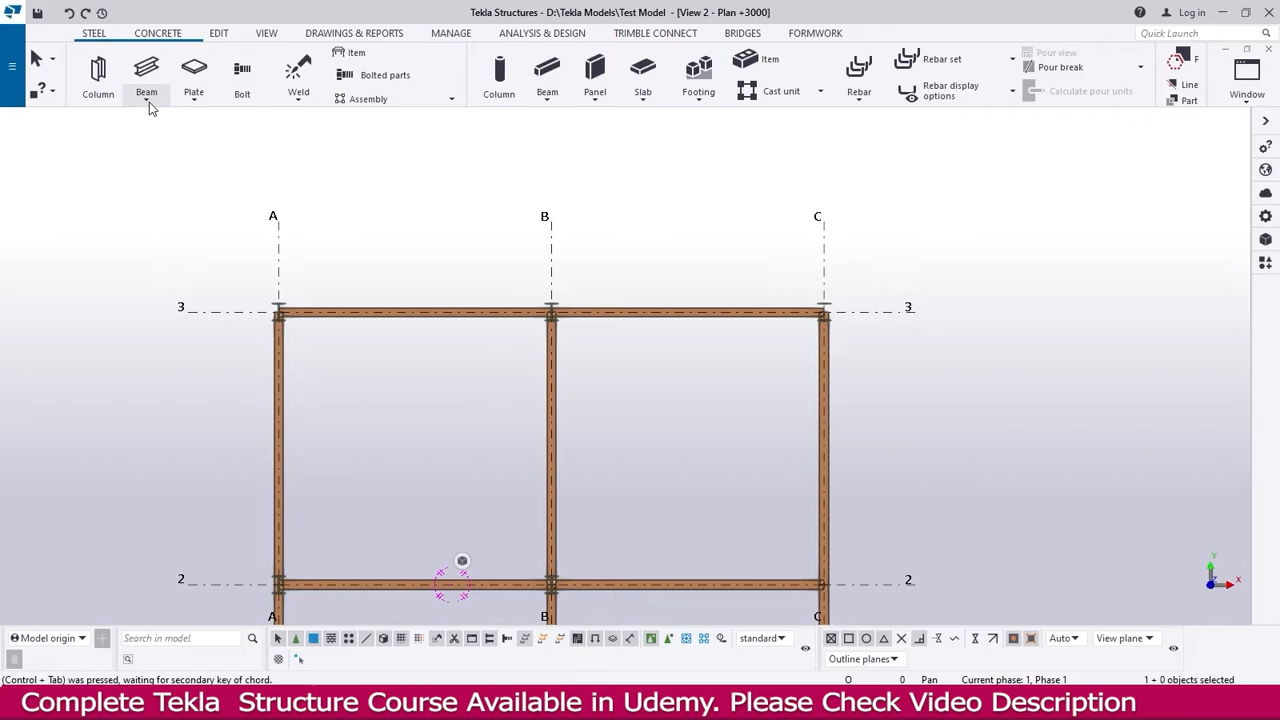 Tekla Structures - D:\Tekla Models\Test Model - [View 2 - Plan +3000]
Log in
STEEL CONCRETE EDIT VIEW DRAWINGS & REPORTS MANAGE ANALYSIS & DESIGN TRIMBLE CONNECT BRIDGES FORMWORK
Quick Launch
Column Beam Plate Bolt Weld
Item
Bolted parts
Assembly
Column Beam Panel Slab Footing
Item
Cast unit
Rebar
Rebar set
Rebar display options
Pour view
Pour break
Calculate pour units
F
Line
Part
Window
A B C
3 3
2 2
A B C
Y
Z X
Model origin
Search in model
standard
Auto
View plane
Outline planes
(Control + Tab) was pressed, waiting for secondary key of chord.
O 0 Pan Current phase: 1, Phase 1 1 + 0 objects selected
Complete Tekla Structure Course Available in Udemy. Please Check Video Description